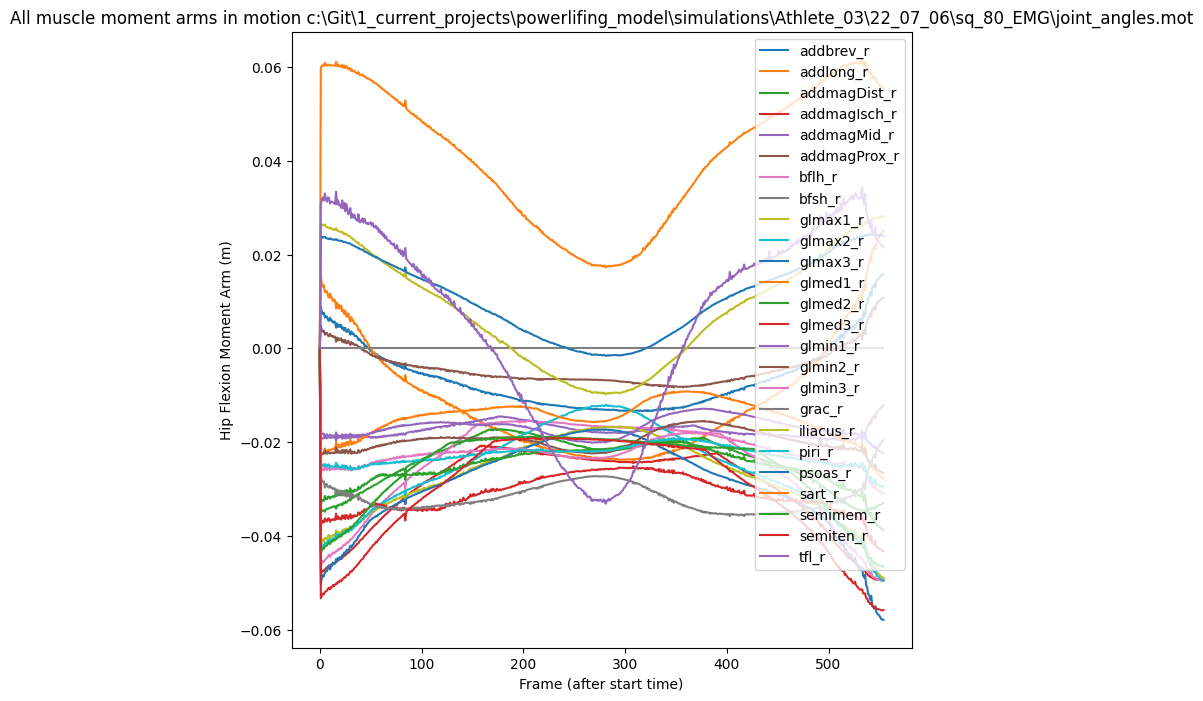 All muscle moment arms in motion c:\Git\1_current_projects\powerlifing_model\simulations\Athlete_03\22_07_06\sq_80_EMG\joint_angles.mot
addbrev_r
addlong_r
addmagDist_r
addmagIsch_r
addmagMid_r
addmagProx_r
bflh_r
bfsh_r
glmax1_r
glmax2_r
glmax3_r
glmed1_r
glmed2_r
glmed3_r
glmin1_r
glmin2_r
glmin3_r
grac_r
iliacus_r
piri_r
psoas_r
sart_r
semimem_r
semiten_r
tfl_r
Hip Flexion Moment Arm (m)
0.06
0.04
0.02
0.00
−0.02
−0.04
−0.06
0
100
200
300
400
500
Frame (after start time)